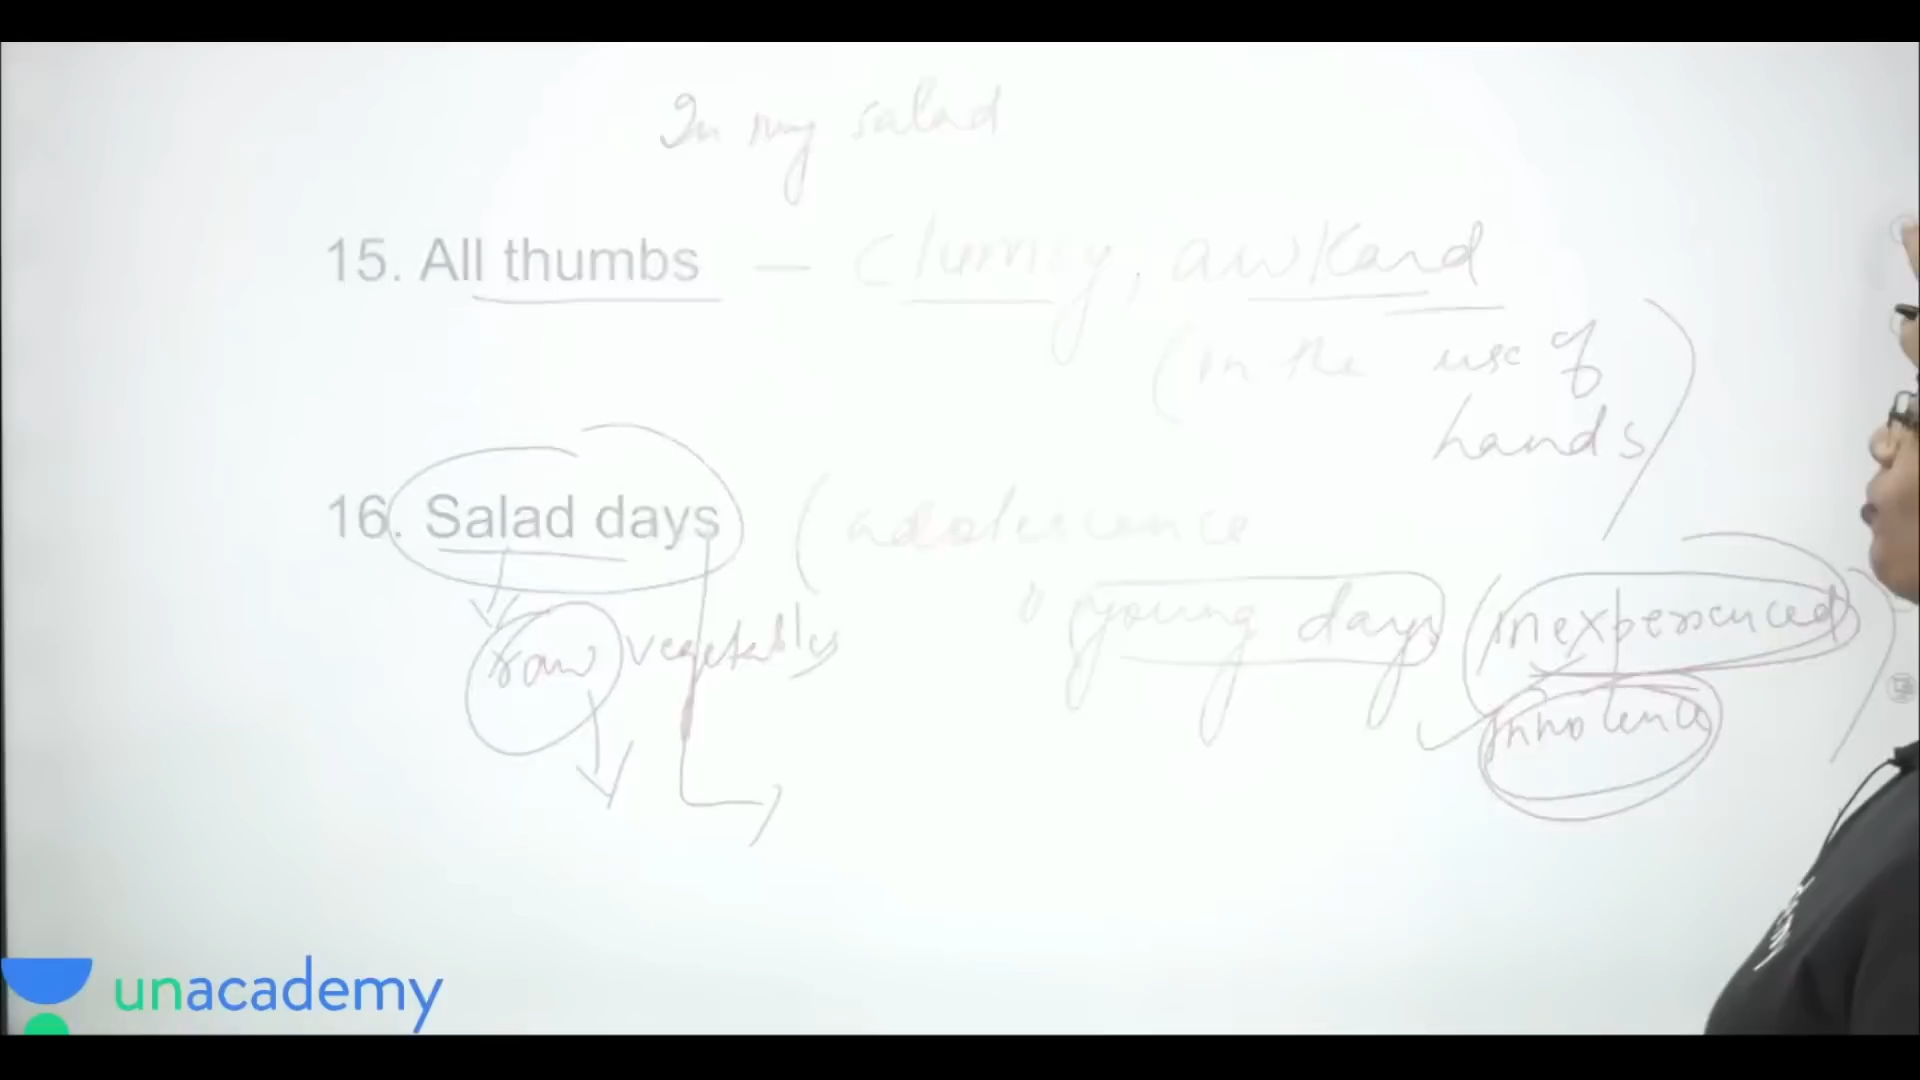 In my salad
15. All thumbs — clumsy, awkard
(in the use of
hands)
16. Salad days (adolescence
young days (inexperienced
raw vegetables
innocence)
unacademy